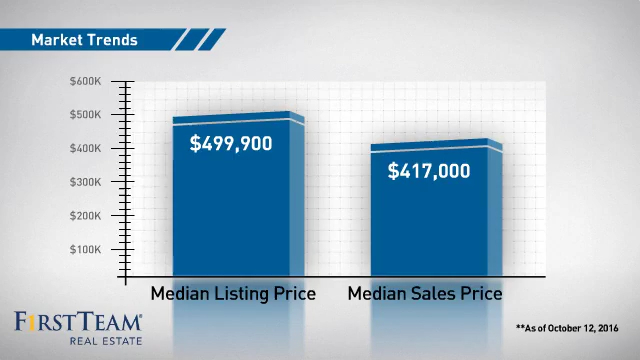 Market Trends
$600K
$500K
$400K
$300K
$200K
$100K
$499,900
$417,000
Median Listing Price
Median Sales Price
FIRSTTEAM®
REAL ESTATE
**As of October 12, 2016